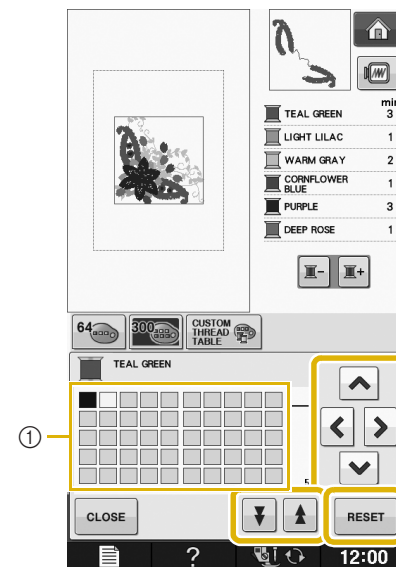 min
TEAL GREEN 3
LIGHT LILAC 1
WARM GRAY 2
CORNFLOWER
BLUE 1
PURPLE 3
DEEP ROSE 1
64
300
CUSTOM
THREAD
TABLE
TEAL GREEN
1
CLOSE
RESET
?
12:00